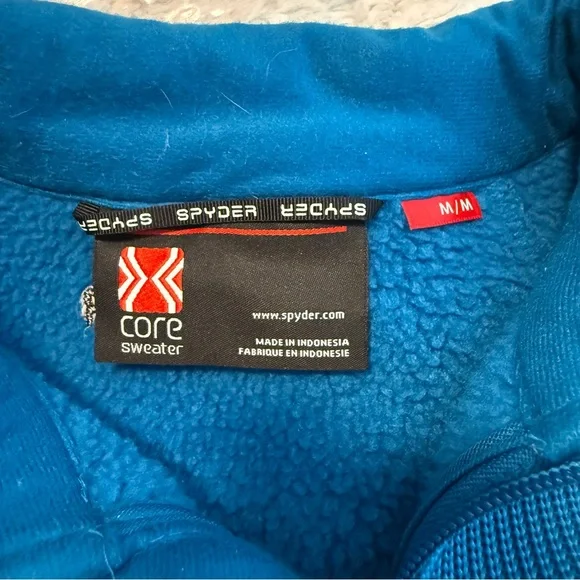 SPYDER SPYDER SPYDER
M/M
core
sweater
www.spyder.com
MADE IN INDONESIA
FABRIQUE EN INDONESIE